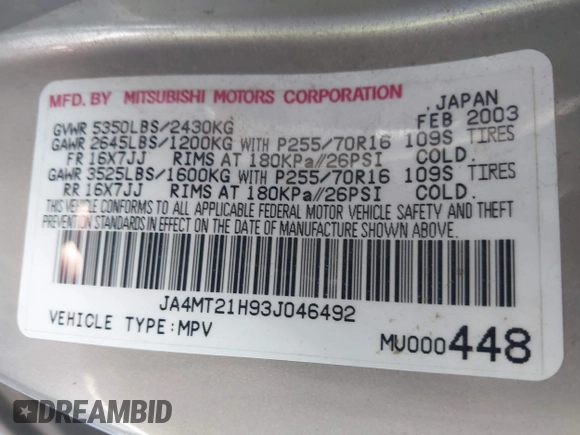 MFD. BY MITSUBISHI MOTORS CORPORATION, JAPAN
GVWR 5350LBS/2430KG FEB 2003
GAWR 2645LBS/1200KG WITH P255/70R16 109S TIRES
FR 16X7JJ RIMS AT 180KPa//26PSI COLD.
GAWR 3525LBS/1600KG WITH P255/70R16 109S TIRES
RR 16X7JJ RIMS AT 180KPa//26PSI COLD.
THIS VEHICLE CONFORMS TO ALL APPLICABLE FEDERAL MOTOR VEHICLE SAFETY AND THEFT
PREVENTION STANDARDS IN EFFECT ON THE DATE OF MANUFACTURE SHOWN ABOVE.
JA4MT21H93J046492
VEHICLE TYPE:MPV
MU000448
DREAMBID